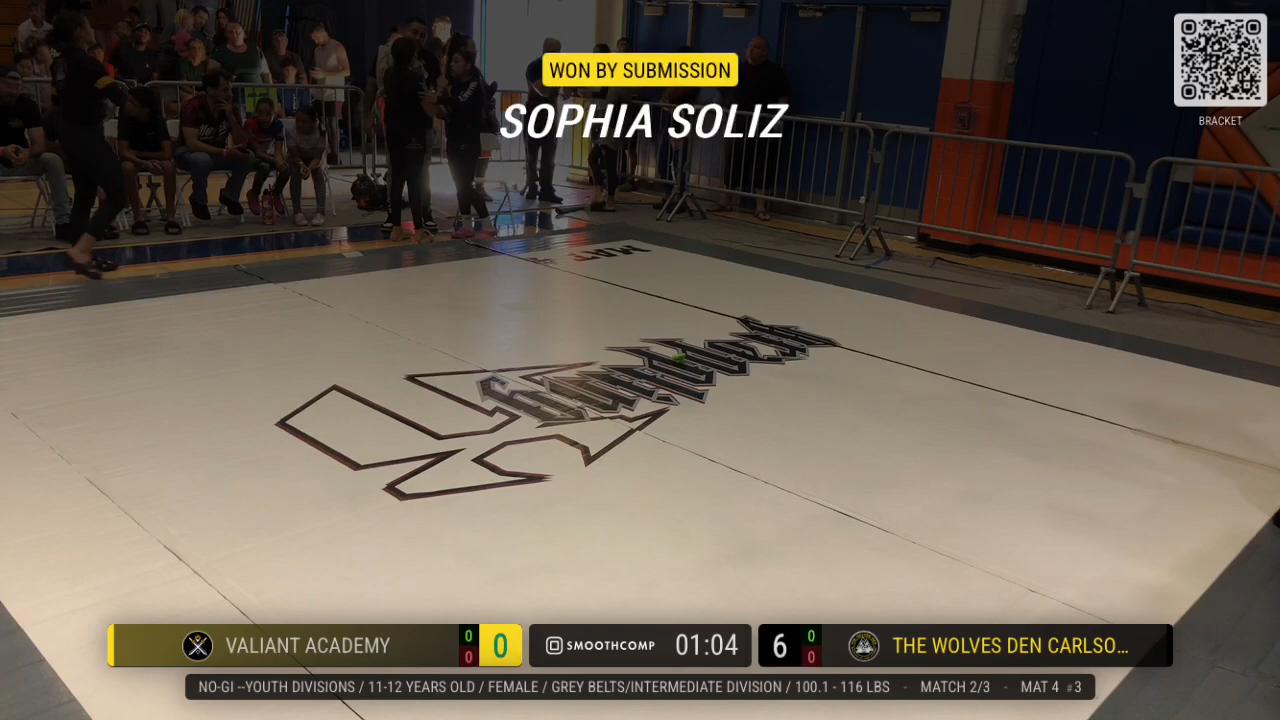 WON BY SUBMISSION
SOPHIA SOLIZ
BRACKET
VALIANT ACADEMY
0
0
0
SMOOTHCOMP
01:04
6
0
0
THE WOLVES DEN CARLSO...
NO-GI --YOUTH DIVISIONS / 11-12 YEARS OLD / FEMALE / GREY BELTS/INTERMEDIATE DIVISION / 100.1 - 116 LBS - MATCH 2/3 - MAT 4 #3